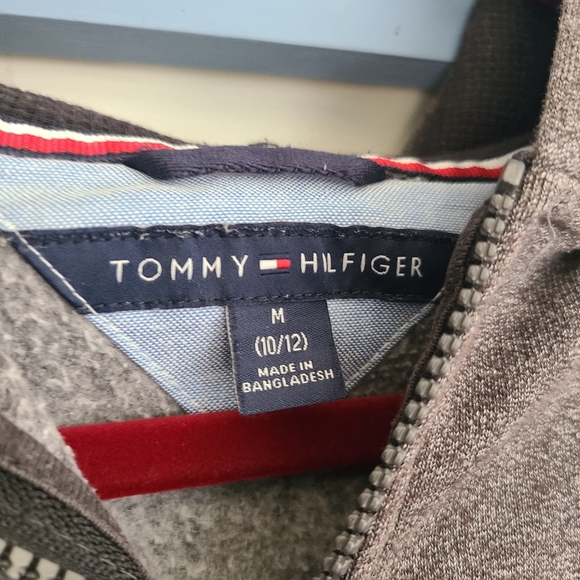 TOMMY HILFIGER
M
(10/12)
MADE IN
BANGLADESH